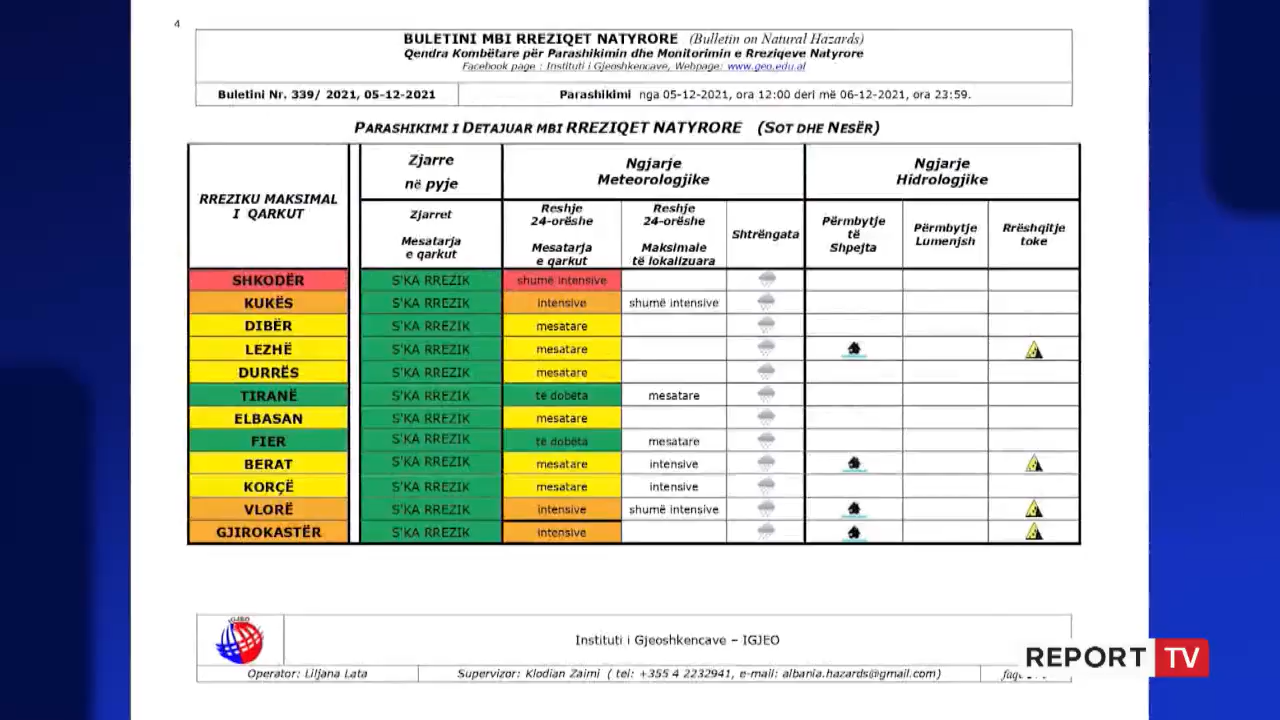 4
BULETINI MBI RREZIQET NATYRORE (Bulletin on Natural Hazards)
Qendra Kombëtare për Parashikimin dhe Monitorimin e Rreziqeve Natyrore
Facebook page : Instituti i Gjeoshkencave, Webpage: www.geo.edu.al
Buletini Nr. 339/ 2021, 05-12-2021 Parashikimi nga 05-12-2021, ora 12:00 deri më 06-12-2021, ora 23:59.
PARASHIKIMI I DETAJUAR MBI RREZIQET NATYRORE (SOT DHE NESËR)
RREZIKU MAKSIMAL
I QARKUT
Zjarre
në pyje
Ngjarje
Meteorologjike
Ngjarje
Hidrologjike
Zjarret
Mesatarja
e qarkut
Reshje
24-orëshe
Mesatarja
e qarkut
Reshje
24-orëshe
Maksimale
të lokalizuara
Shtrëngata
Përmbytje
të
Shpejta
Përmbytje
Lumenjsh
Rrëshqitje
toke
SHKODËR S'KA RREZIK shumë intensive
KUKËS S'KA RREZIK intensive shumë intensive
DIBËR S'KA RREZIK mesatare
LEZHË S'KA RREZIK mesatare
DURRËS S'KA RREZIK mesatare
TIRANË S'KA RREZIK të dobëta mesatare
ELBASAN S'KA RREZIK mesatare
FIER S'KA RREZIK të dobëta mesatare
BERAT S'KA RREZIK mesatare intensive
KORÇË S'KA RREZIK mesatare intensive
VLORË S'KA RREZIK intensive shumë intensive
GJIROKASTËR S'KA RREZIK intensive
IGJEO
Instituti i Gjeoshkencave – IGJEO
Operator: Liljana Lata Supervizor: Klodian Zaimi ( tel: +355 4 2232941, e-mail: albania.hazards@gmail.com)
REPORT TV